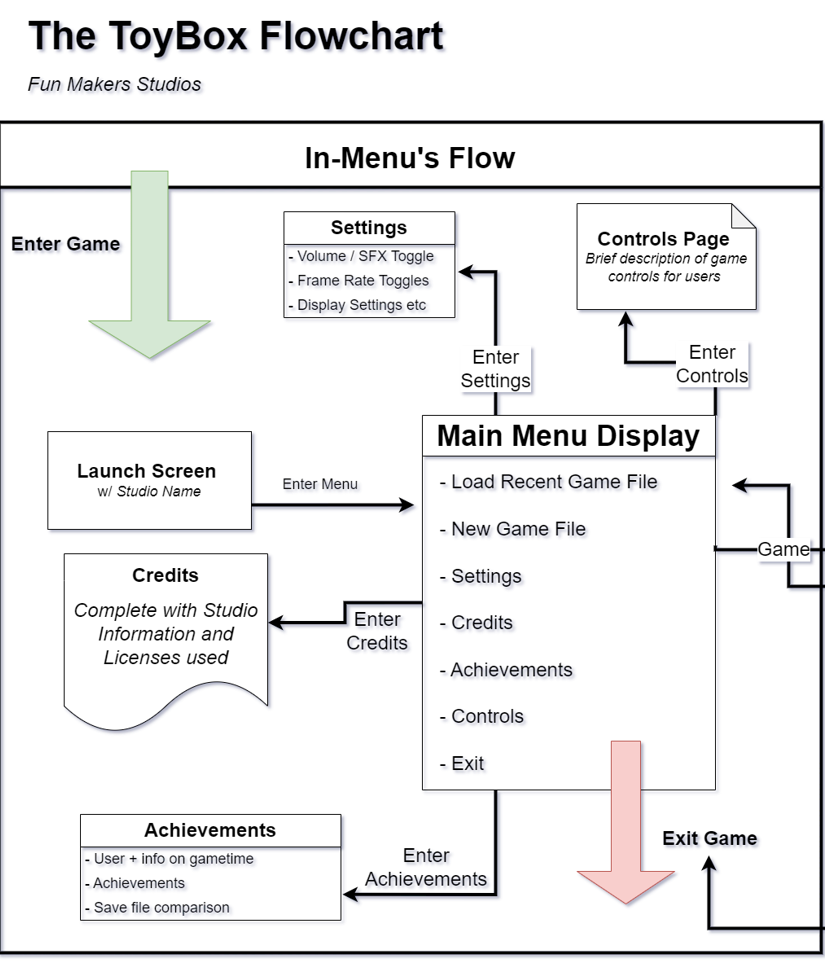 The ToyBox Flowchart
Fun Makers Studios
In-Menu's Flow
Enter Game
Settings
- Volume / SFX Toggle
- Frame Rate Toggles
- Display Settings etc
Controls Page
Brief description of game
controls for users
Enter
Settings
Enter
Controls
Main Menu Display
- Load Recent Game File
- New Game File
- Settings
- Credits
- Achievements
- Controls
- Exit
Launch Screen
w/ Studio Name
Enter Menu
Game
Credits
Complete with Studio
Information and
Licenses used
Enter
Credits
Achievements
- User + info on gametime
- Achievements
- Save file comparison
Enter
Achievements
Exit Game